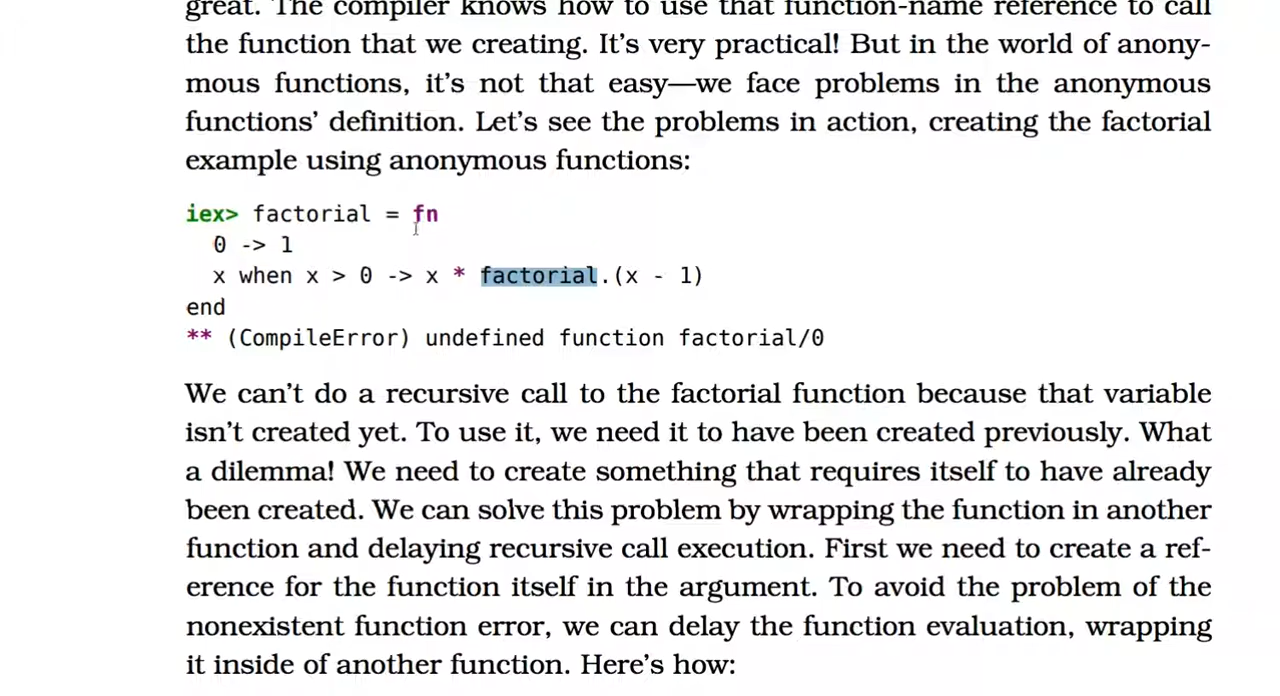 great. The compiler knows how to use that function-name reference to call
the function that we creating. It's very practical! But in the world of anony-
mous functions, it's not that easy—we face problems in the anonymous
functions' definition. Let's see the problems in action, creating the factorial
example using anonymous functions:
iex> factorial = fn
0 -> 1
x when x > 0 -> x * factorial.(x - 1)
end
** (CompileError) undefined function factorial/0
We can't do a recursive call to the factorial function because that variable
isn't created yet. To use it, we need it to have been created previously. What
a dilemma! We need to create something that requires itself to have already
been created. We can solve this problem by wrapping the function in another
function and delaying recursive call execution. First we need to create a ref-
erence for the function itself in the argument. To avoid the problem of the
nonexistent function error, we can delay the function evaluation, wrapping
it inside of another function. Here's how: